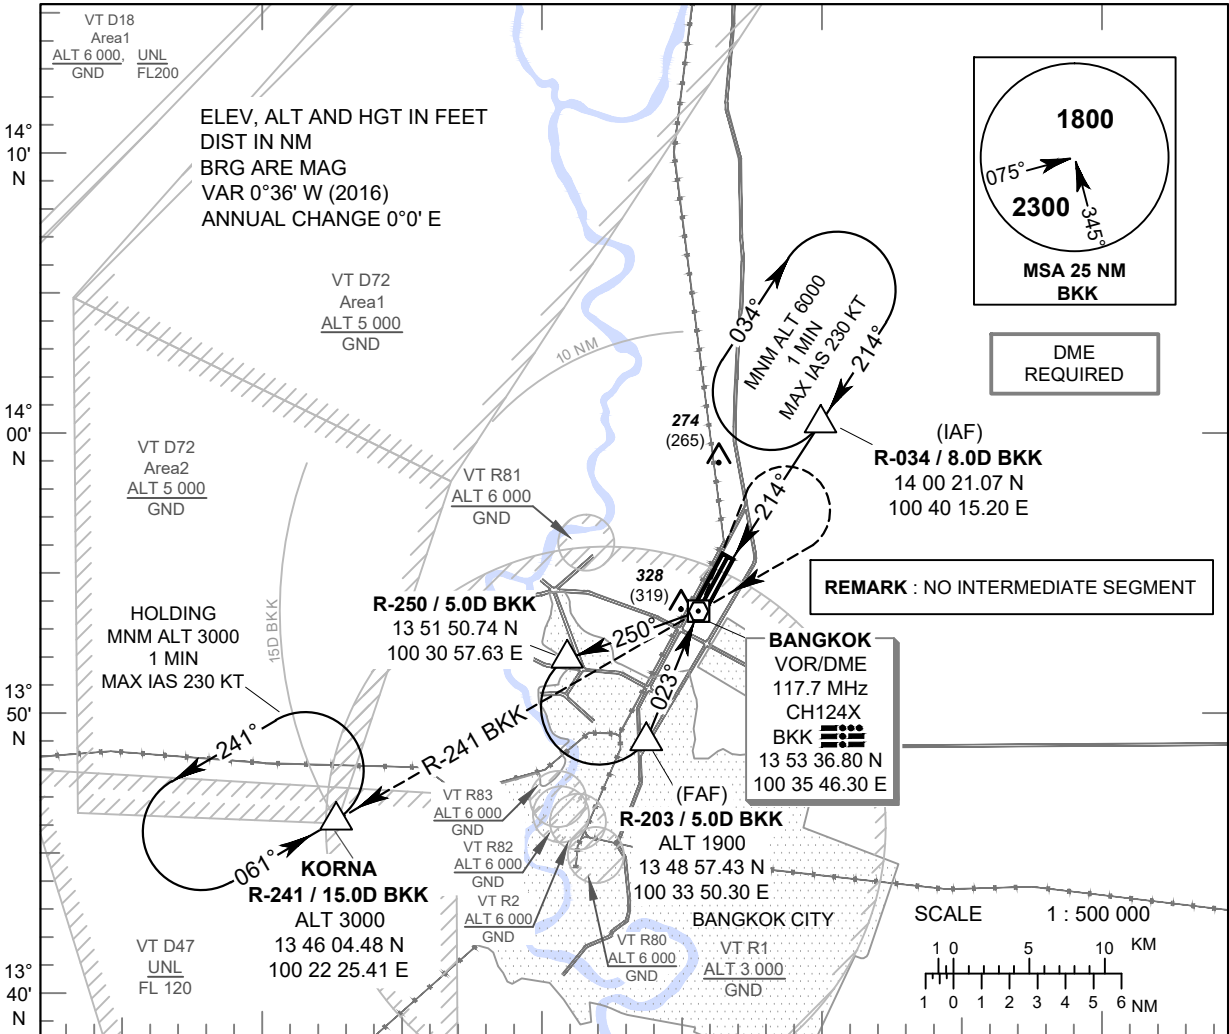 VT D18
Area1
ALT 6 000, UNL
GND FL200
ELEV, ALT AND HGT IN FEET
DIST IN NM
BRG ARE MAG
VAR 0°36' W (2016)
ANNUAL CHANGE 0°0' E
1800
075°
2300
345°
MSA 25 NM
BKK
DME
REQUIRED
14°
10'
N
VT D72
Area1
ALT 5 000
GND
10 NM
034°
MNM ALT 6000
1 MIN
MAX IAS 230 KT
214°
14°
00'
N
VT D72
Area2
ALT 5 000
GND
274
(265)
(IAF)
R-034 / 8.0D BKK
14 00 21.07 N
100 40 15.20 E
VT R81
ALT 6 000
GND
214°
REMARK : NO INTERMEDIATE SEGMENT
328
(319)
HOLDING
MNM ALT 3000
1 MIN
MAX IAS 230 KT
15D BKK
R-250 / 5.0D BKK
13 51 50.74 N
100 30 57.63 E
250°
023°
BANGKOK
VOR/DME
117.7 MHz
CH124X
BKK
13 53 36.80 N
100 35 46.30 E
13°
50'
N
241°
R-241 BKK
061°
KORNA
R-241 / 15.0D BKK
ALT 3000
13 46 04.48 N
100 22 25.41 E
VT R83
ALT 6 000
GND
VT R82
ALT 6 000
GND
VT R2
ALT 6 000
GND
(FAF)
R-203 / 5.0D BKK
ALT 1900
13 48 57.43 N
100 33 50.30 E
BANGKOK CITY
VT R80
ALT 6 000
GND
VT R1
ALT 3 000
GND
VT D47
UNL
FL 120
13°
40'
N
SCALE 1 : 500 000
1 0 5 10 KM
1 0 1 2 3 4 5 6 NM